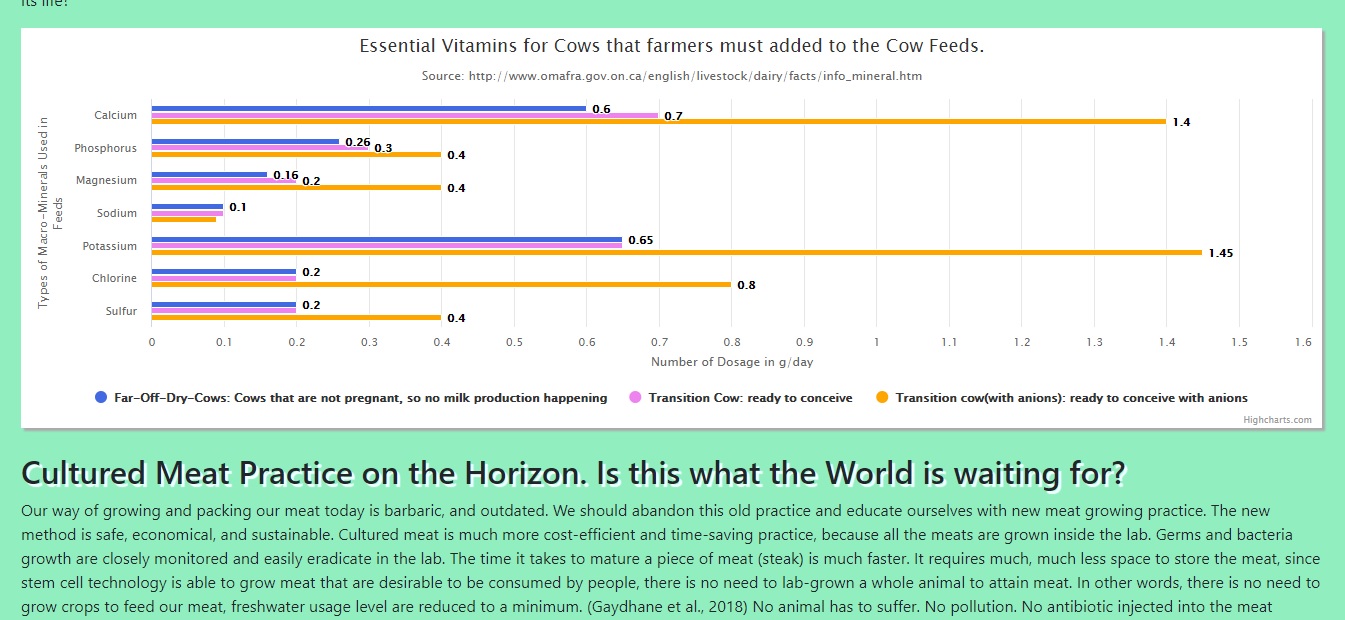 its life!
Essential Vitamins for Cows that farmers must added to the Cow Feeds.
Source: http://www.omafra.gov.on.ca/english/livestock/dairy/facts/info_mineral.htm
Types of Macro-Minerals Used in
Feeds
Calcium
0.6
0.7
1.4
Phosphorus
0.26
0.3
0.4
Magnesium
0.16
0.2
0.4
Sodium
0.1
Potassium
0.65
1.45
Chlorine
0.2
0.8
Sulfur
0.2
0.4
0 0.1 0.2 0.3 0.4 0.5 0.6 0.7 0.8 0.9 1 1.1 1.2 1.3 1.4 1.5 1.6
Number of Dosage in g/day
Far-Off-Dry-Cows: Cows that are not pregnant, so no milk production happening Transition Cow: ready to conceive Transition cow(with anions): ready to conceive with anions
Highcharts.com
Cultured Meat Practice on the Horizon. Is this what the World is waiting for?
Our way of growing and packing our meat today is barbaric, and outdated. We should abandon this old practice and educate ourselves with new meat growing practice. The new
method is safe, economical, and sustainable. Cultured meat is much more cost-efficient and time-saving practice, because all the meats are grown inside the lab. Germs and bacteria
growth are closely monitored and easily eradicate in the lab. The time it takes to mature a piece of meat (steak) is much faster. It requires much, much less space to store the meat, since
stem cell technology is able to grow meat that are desirable to be consumed by people, there is no need to lab-grown a whole animal to attain meat. In other words, there is no need to
grow crops to feed our meat, freshwater usage level are reduced to a minimum. (Gaydhane et al., 2018) No animal has to suffer. No pollution. No antibiotic injected into the meat